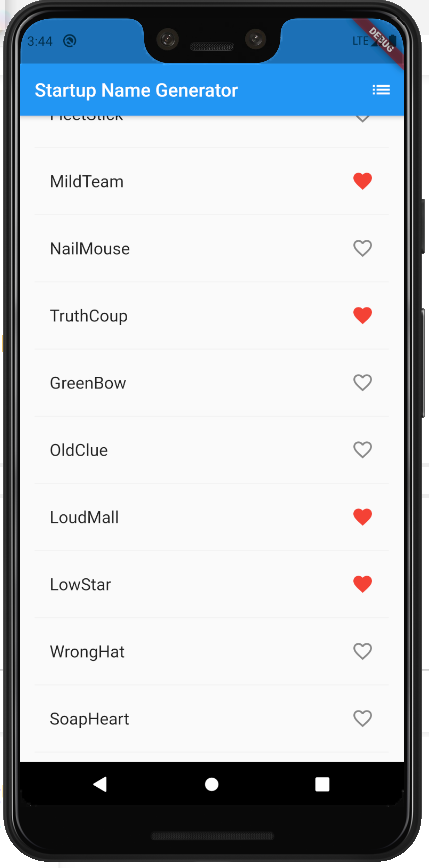 3:44
LTE
DEBUG
Startup Name Generator
FleetStick
MildTeam
NailMouse
TruthCoup
GreenBow
OldClue
LoudMall
LowStar
WrongHat
SoapHeart